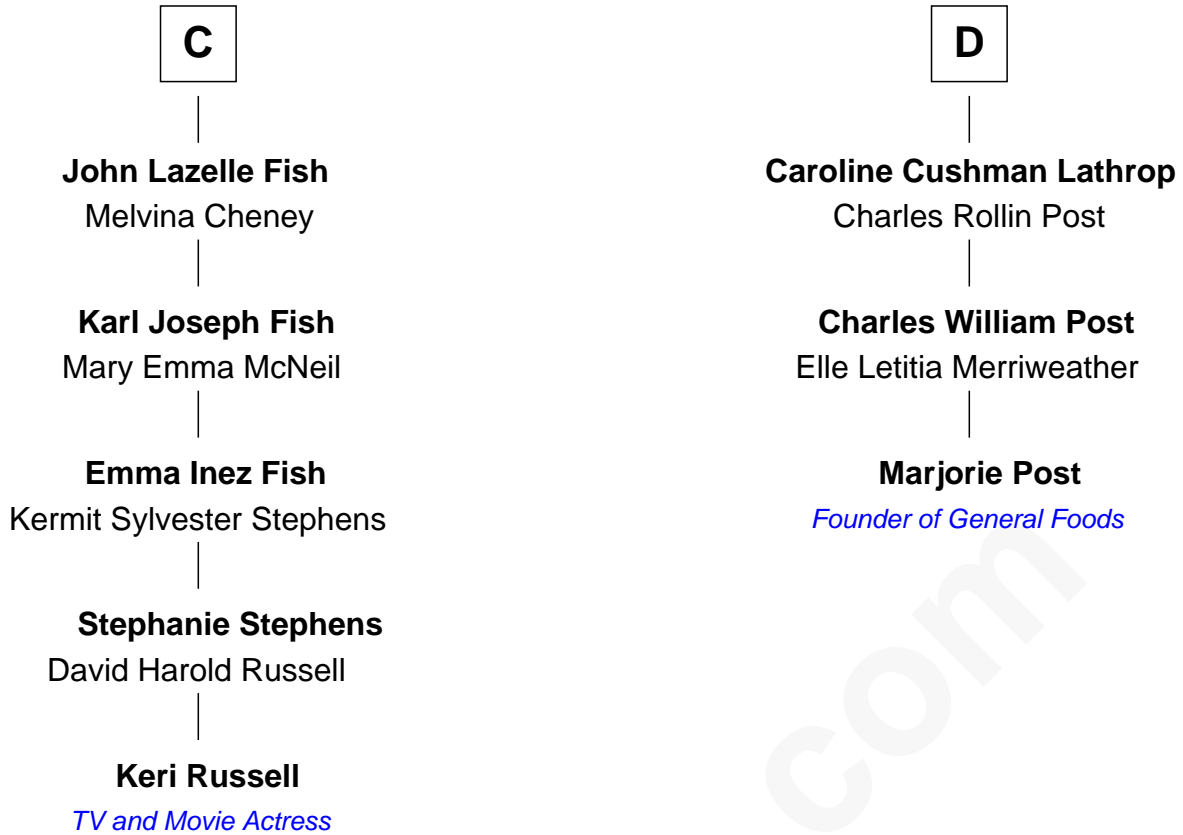 C
John Lazelle Fish
Melvina Cheney
Karl Joseph Fish
Mary Emma McNeil
Emma Inez Fish
Kermit Sylvester Stephens
Stephanie Stephens
David Harold Russell
Keri Russell
TV and Movie Actress
D
Caroline Cushman Lathrop
Charles Rollin Post
Charles William Post
Elle Letitia Merriweather
Marjorie Post
Founder of General Foods
com